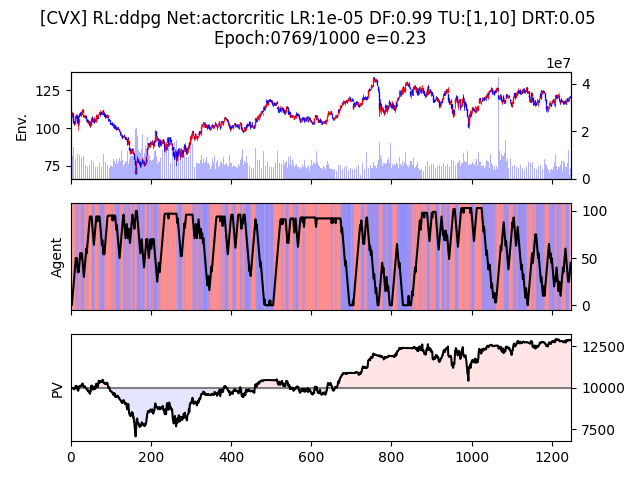 [CVX] RL:ddpg Net:actorcritic LR:1e-05 DF:0.99 TU:[1,10] DRT:0.05
Epoch:0769/1000 e=0.23
1e7
125
100
75
Env.
4
2
0
Agent
100
50
0
PV
12500
10000
7500
0 200 400 600 800 1000 1200